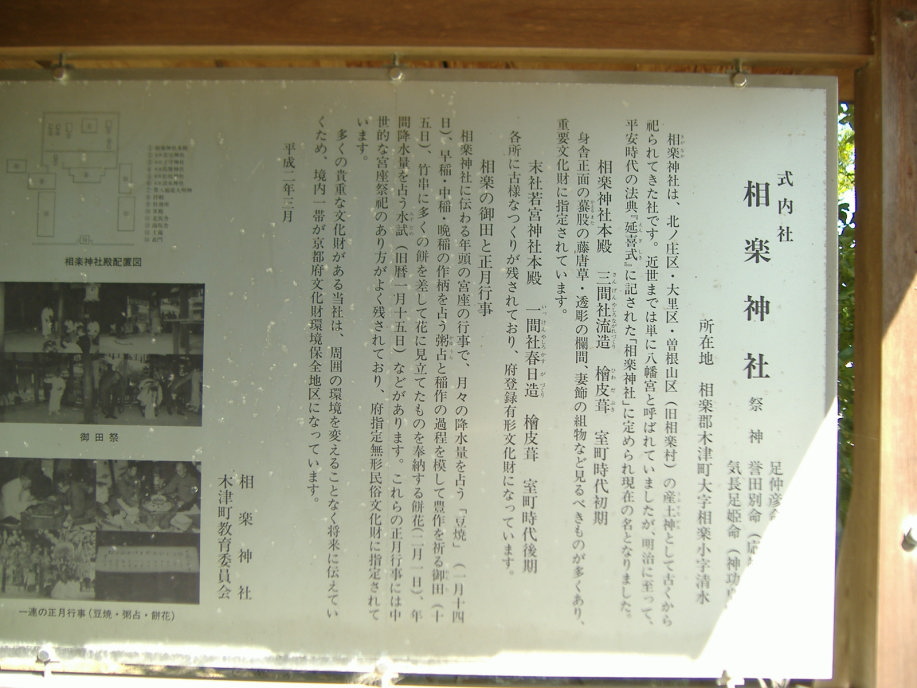 式内社
相楽神社
祭神
足仲彦命
誉田別命（応
気長足姫命（神功
所在地　相楽郡木津町大字相楽小字清水
相楽神社は、北ノ庄区・大里区・曽根山区（旧相楽村）の産土神として古くから
祀られてきた社です。近世までは単に八幡宮と呼ばれていましたが、明治に至って、
平安時代の法典『延喜式』に記された「相楽神社」に定められ現在の名となりました。
相楽神社本殿　三間社流造　檜皮葺　室町時代初期
身舎正面の蟇股の藤唐草・透彫の欄間、妻飾の組物など見るべきものが多くあり、
重要文化財に指定されています。
末社若宮神社本殿　一間社春日造　檜皮葺　室町時代後期
各所に古様なつくりが残されており、府登録有形文化財になっています。
相楽の御田と正月行事
相楽神社に伝わる年頭の宮座の行事で、月々の降水量を占う「豆焼」（一月十四
日）、早稲・中稲・晩稲の作柄を占う粥占と稲作の過程を模して豊作を祈る御田（十
五日）、竹串に多くの餅を差して花に見立てたものを奉納する餅花（二月一日）、年
間降水量を占う水試（旧暦一月十五日）などがあります。これらの正月行事には中
世的な宮座祭祀のあり方がよく残されており、府指定無形民俗文化財に指定されて
います。
多くの貴重な文化財がある当社は、周囲の環境を変えることなく将来に伝えてい
くため、境内一帯が京都府文化財環境保全地区になっています。
平成二年三月
相楽神社
木津町教育委員会
相楽神社殿配置図
御田祭
一連の正月行事（豆焼・粥占・餅花）